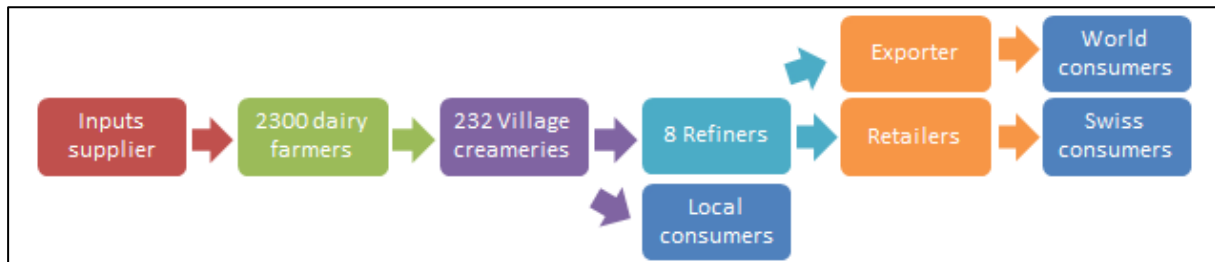 Inputs
supplier
2300 dairy
farmers
232 Village
creameries
8 Refiners
Local
consumers
Exporter
World
consumers
Retailers
Swiss
consumers